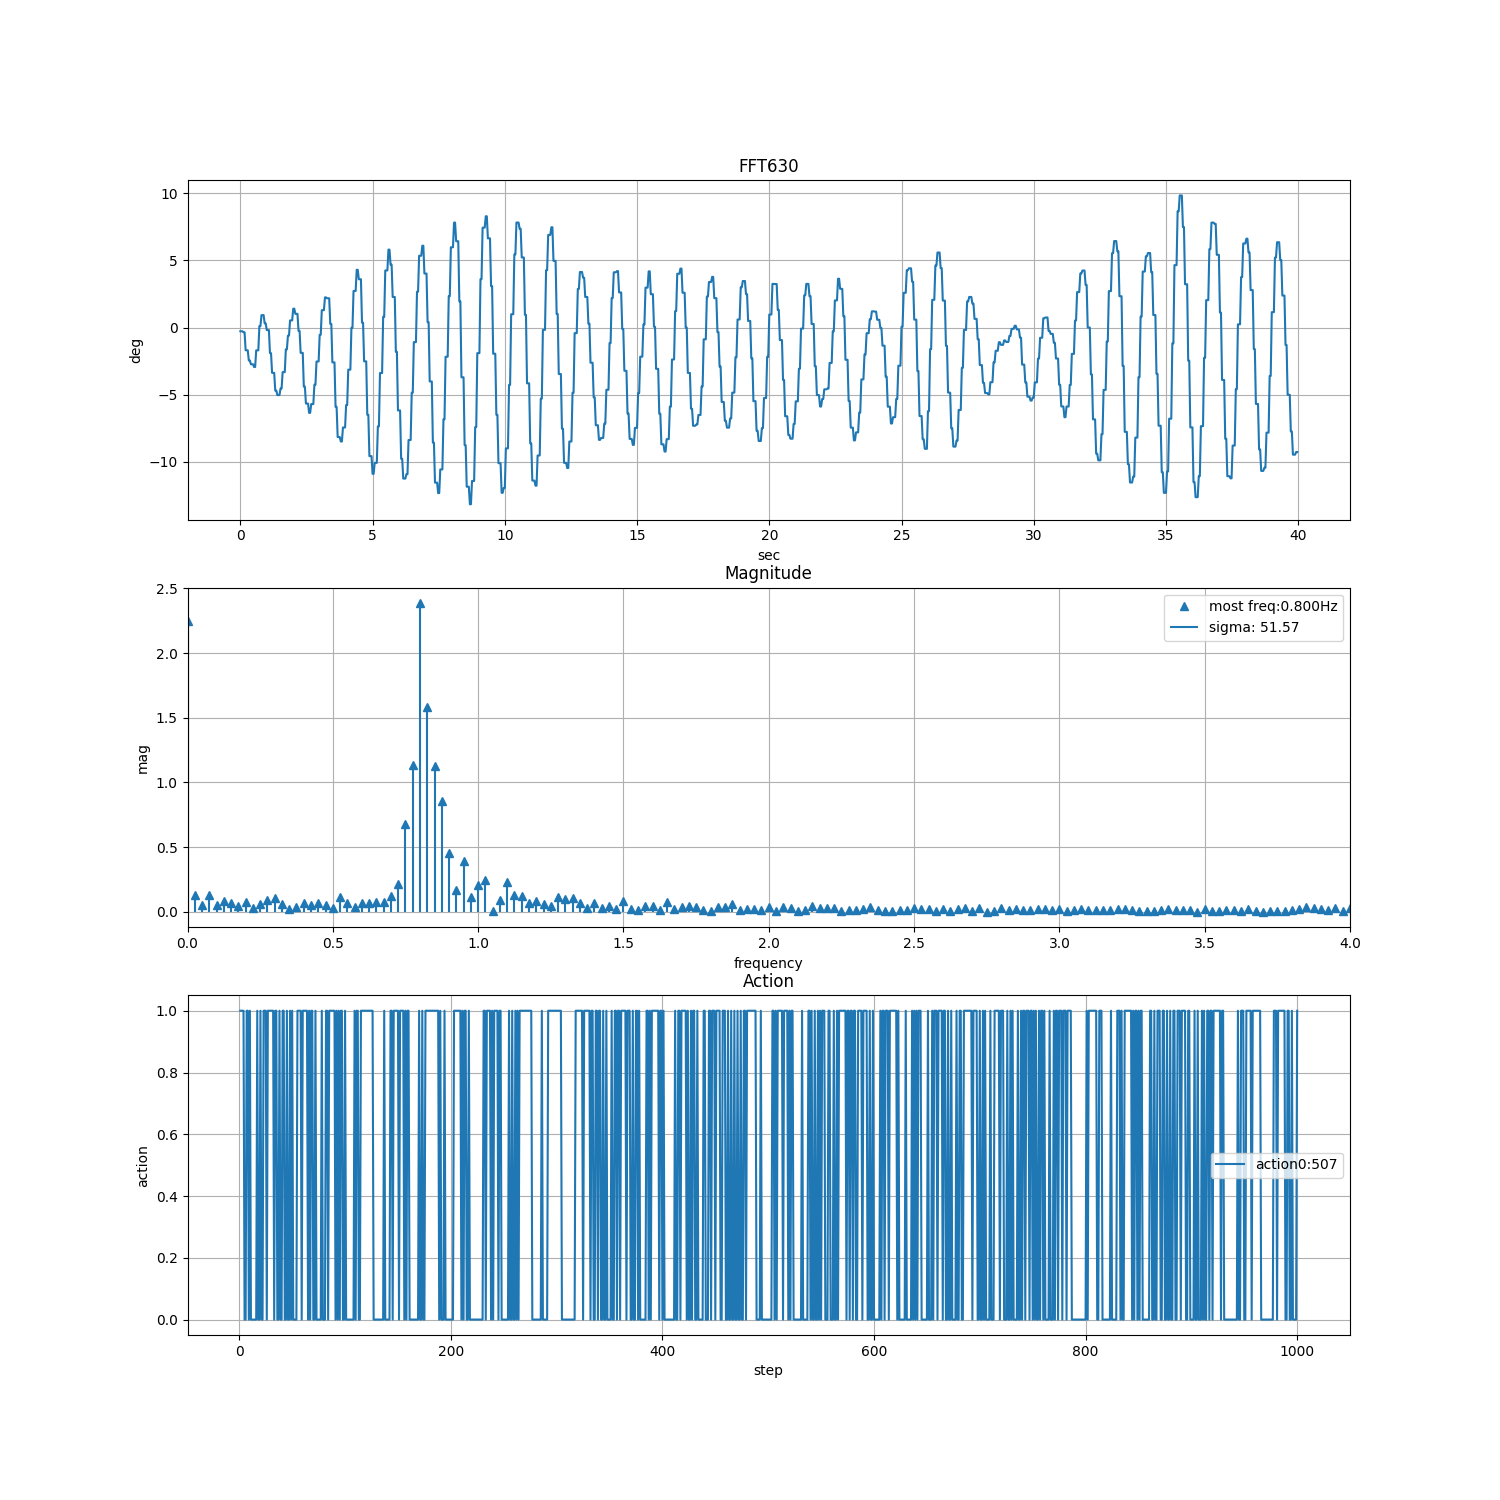 FFT630
10
5
0
−5
−10
deg
0 5 10 15 20 25 30 35 40
sec
Magnitude
2.5
2.0
1.5
1.0
0.5
0.0
mag
most freq:0.800Hz
sigma: 51.57
0.0 0.5 1.0 1.5 2.0 2.5 3.0 3.5 4.0
frequency
Action
1.0
0.8
0.6
0.4
0.2
0.0
action
action0:507
0 200 400 600 800 1000
step